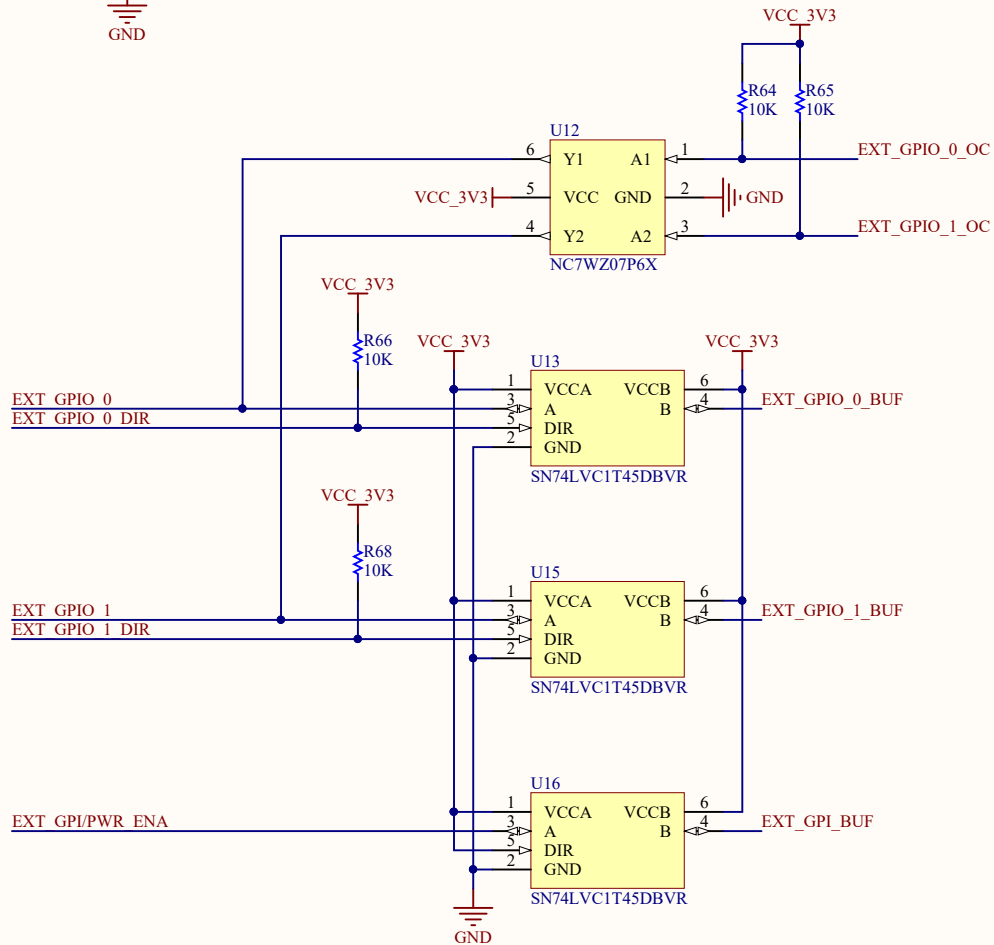 GND
VCC_3V3
R64
10K
R65
10K
U12
6 Y1 A1 1 EXT_GPIO_0_OC
VCC_3V3 5 VCC GND 2 GND
4 Y2 A2 3 EXT_GPIO_1_OC
NC7WZ07P6X
VCC_3V3
R66
10K
VCC_3V3
VCC_3V3
U13
1 VCCA VCCB 6
EXT_GPIO_0 3 A B 4 EXT_GPIO_0_BUF
EXT_GPIO_0_DIR 5 DIR
2 GND
SN74LVC1T45DBVR
VCC_3V3
R68
10K
U15
1 VCCA VCCB 6
EXT_GPIO_1 3 A B 4 EXT_GPIO_1_BUF
EXT_GPIO_1_DIR 5 DIR
2 GND
SN74LVC1T45DBVR
U16
1 VCCA VCCB 6
EXT_GPI/PWR_ENA 3 A B 4 EXT_GPI_BUF
5 DIR
2 GND
SN74LVC1T45DBVR
GND